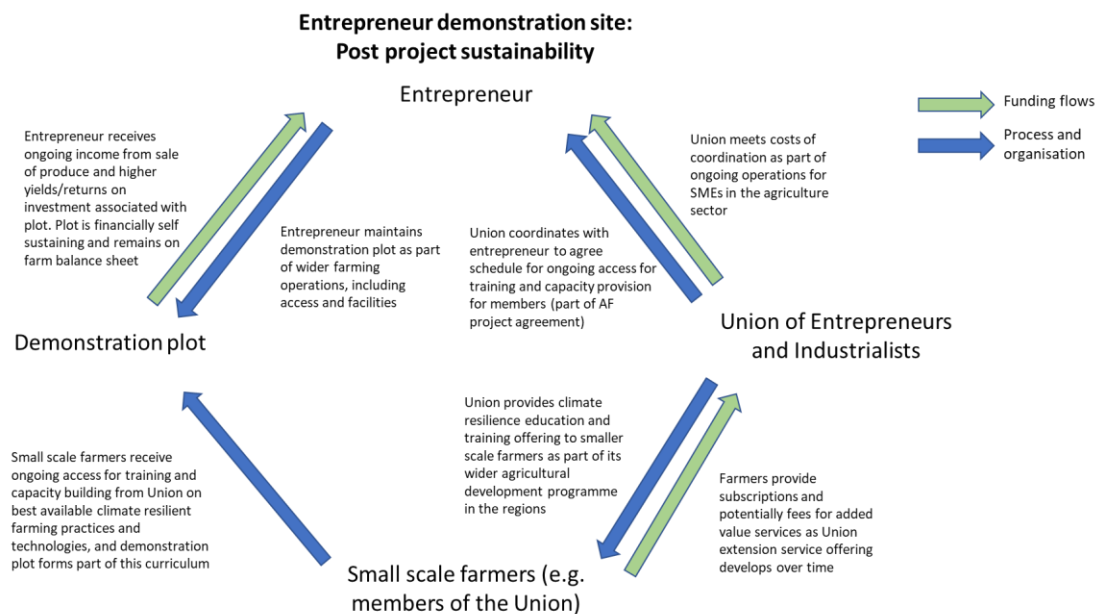 Entrepreneur demonstration site:
Post project sustainability
Entrepreneur
Funding flows
Process and
organisation
Entrepreneur receives
ongoing income from sale
of produce and higher
yields/returns on
investment associated with
plot. Plot is financially self
sustaining and remains on
farm balance sheet
Entrepreneur maintains
demonstration plot as part
of wider farming
operations, including
access and facilities
Union coordinates with
entrepreneur to agree
schedule for ongoing access for
training and capacity provision
for members (part of AF
project agreement)
Union meets costs of
coordination as part of
ongoing operations for
SMEs in the agriculture
sector
Demonstration plot
Union of Entrepreneurs
and Industrialists
Small scale farmers receive
ongoing access for training and
capacity building from Union on
best available climate resilient
farming practices and
technologies, and demonstration
plot forms part of this curriculum
Union provides climate
resilience education and
training offering to smaller
scale farmers as part of its
wider agricultural
development programme
in the regions
Farmers provide
subscriptions and
potentially fees for added
value services as Union
extension service offering
develops over time
Small scale farmers (e.g.
members of the Union)